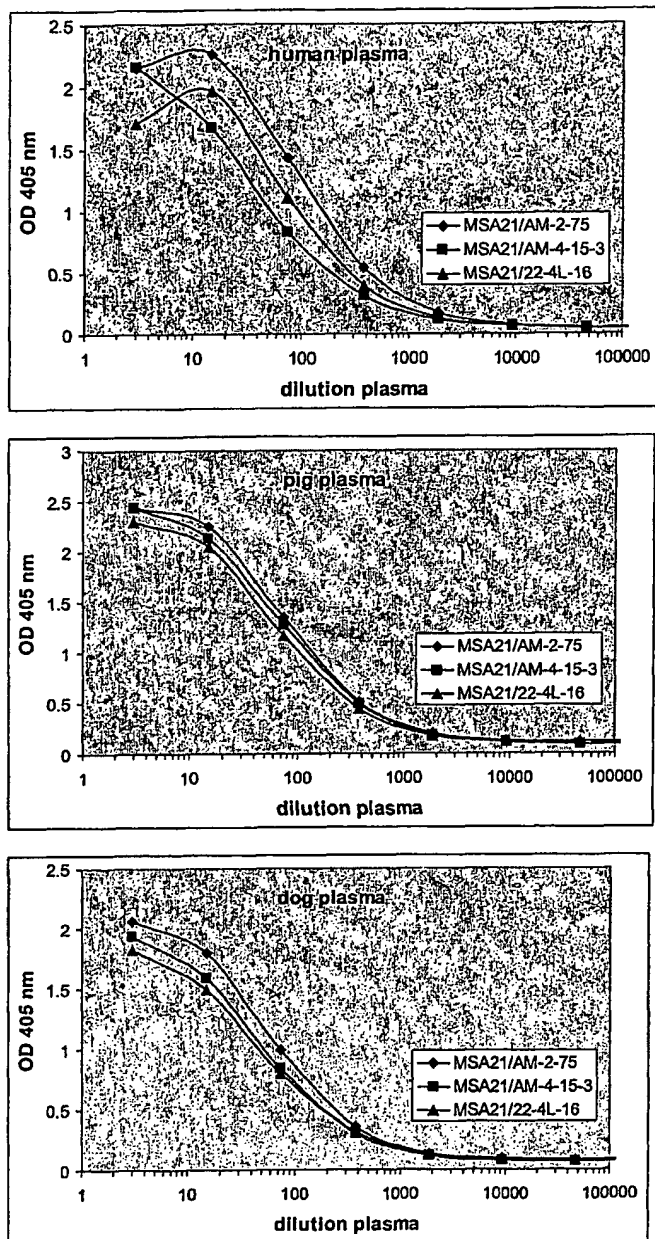 human plasma
2.5
2
1.5
1
0.5
0
OD 405 nm
MSA21/AM-2-75
MSA21/AM-4-15-3
MSA21/22-4L-16
1 10 100 1000 10000 100000
dilution plasma
pig plasma
3
2.5
2
1.5
1
0.5
0
OD 405 nm
MSA21/AM-2-75
MSA21/AM-4-15-3
MSA21/22-4L-16
1 10 100 1000 10000 100000
dilution plasma
dog plasma
2.5
2
1.5
1
0.5
0
OD 405 nm
MSA21/AM-2-75
MSA21/AM-4-15-3
MSA21/22-4L-16
1 10 100 1000 10000 100000
dilution plasma